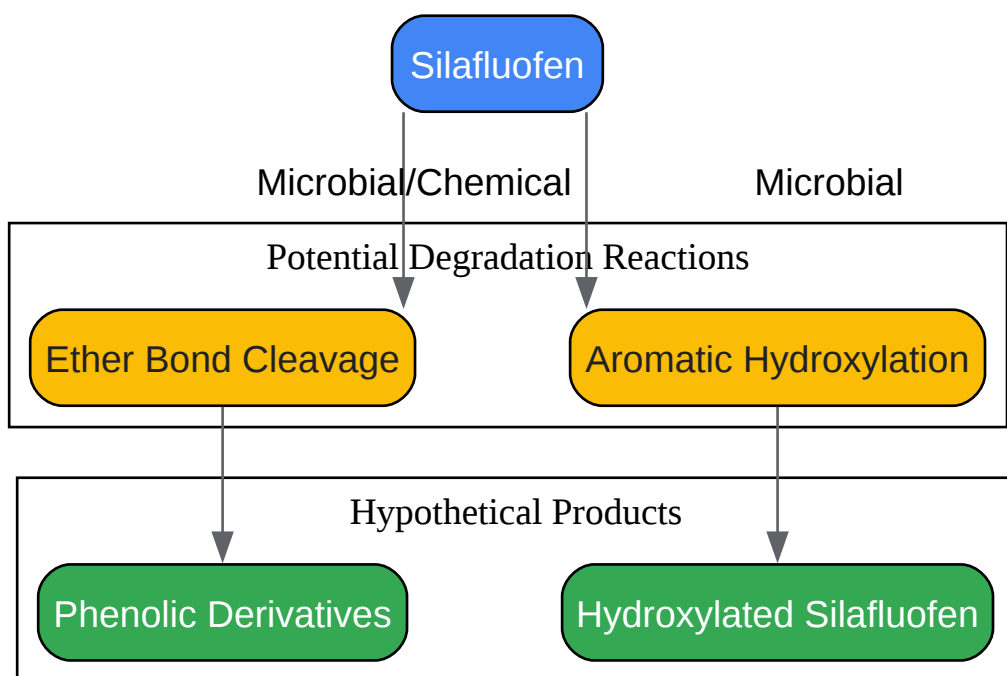 Silafluofen
Microbial/Chemical
Microbial
Potential Degradation Reactions
Ether Bond Cleavage
Aromatic Hydroxylation
Hypothetical Products
Phenolic Derivatives
Hydroxylated Silafluofen